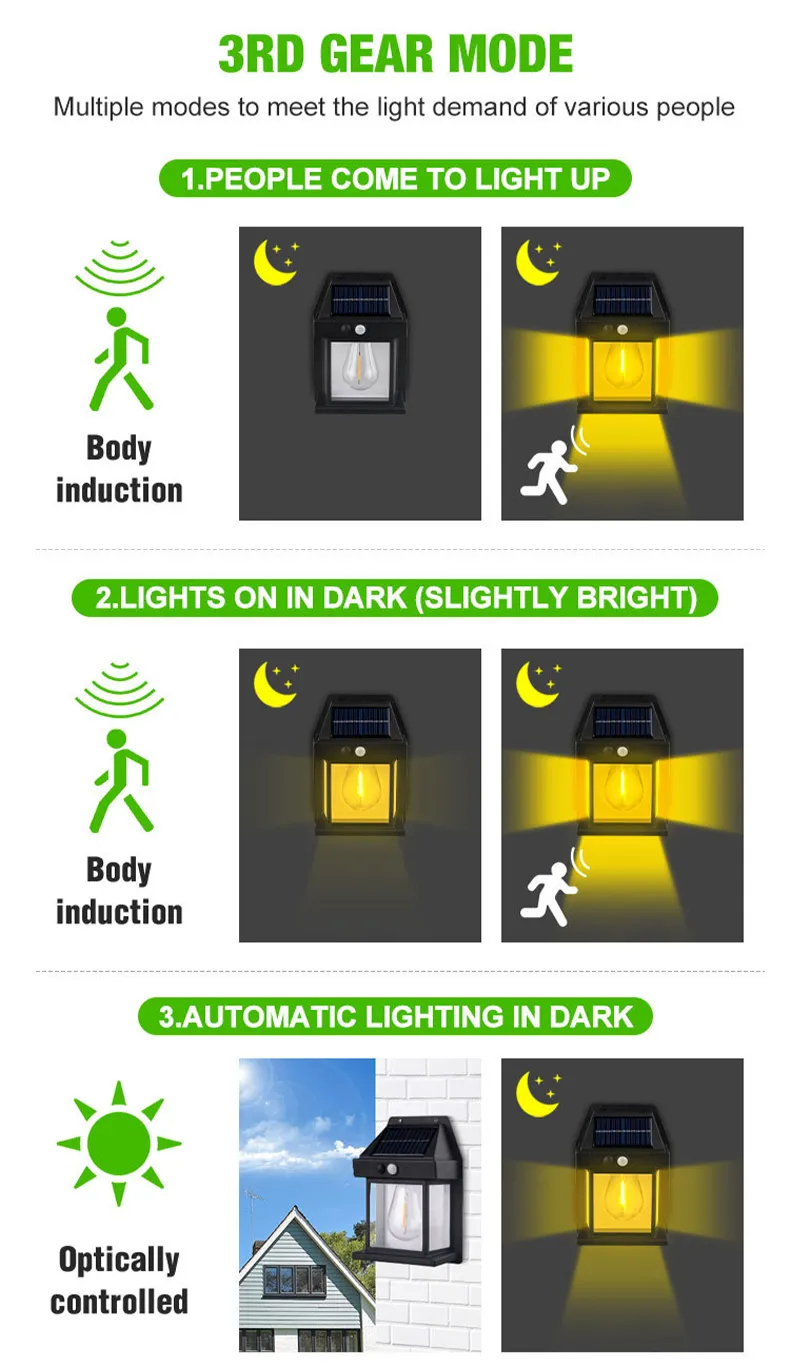 3RD GEAR MODE
Multiple modes to meet the light demand of various people
1.PEOPLE COME TO LIGHT UP
Body
induction
2.LIGHTS ON IN DARK (SLIGHTLY BRIGHT)
Body
induction
3.AUTOMATIC LIGHTING IN DARK
Optically
controlled